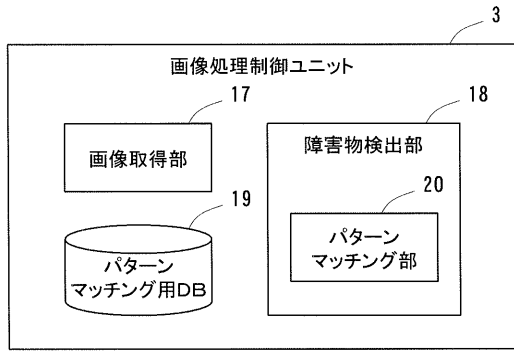 3
画像処理制御ユニット
17
画像取得部
18
障害物検出部
19
パターン
マッチング用DB
20
パターン
マッチング部